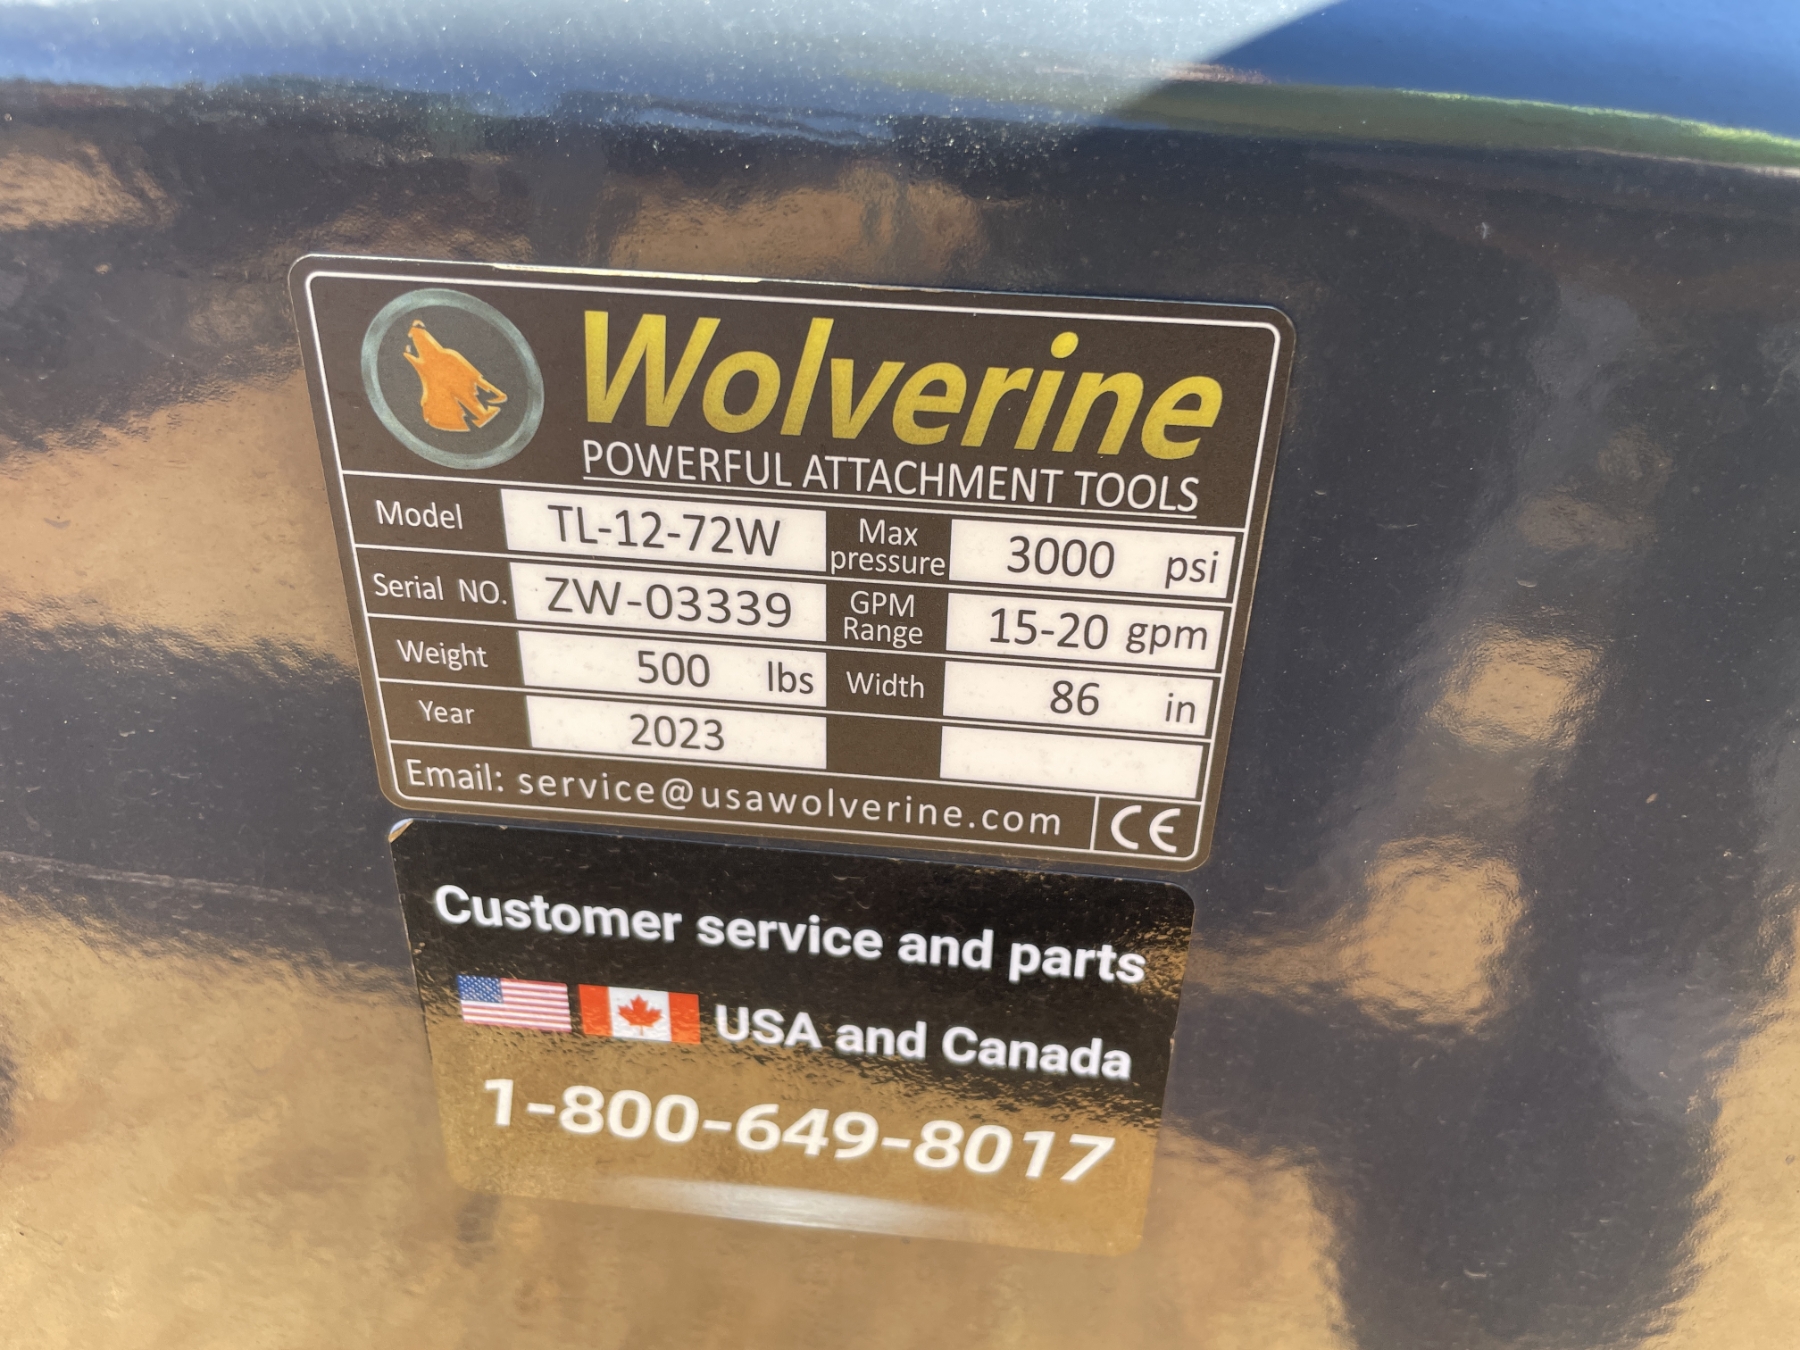 Wolverine
POWERFUL ATTACHMENT TOOLS
Model TL-12-72W Max pressure 3000 psi
Serial NO. ZW-03339 GPM Range 15-20 gpm
Weight 500 lbs Width 86 in
Year 2023
Email: service@usawolverine.com CE
Customer service and parts
USA and Canada
1-800-649-8017